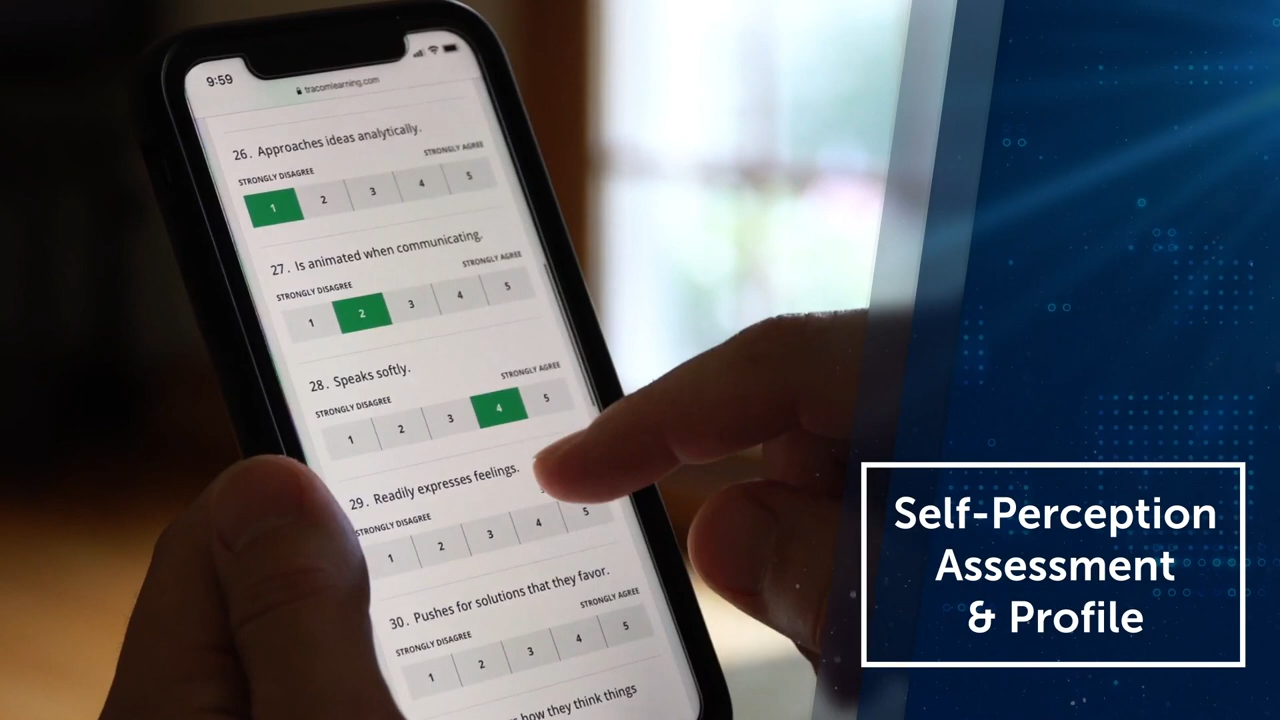 9:59
tracomlearning.com
26. Approaches ideas analytically.
STRONGLY DISAGREE STRONGLY AGREE
1 2 3 4 5
27. Is animated when communicating.
STRONGLY DISAGREE STRONGLY AGREE
1 2 3 4 5
28. Speaks softly.
STRONGLY DISAGREE STRONGLY AGREE
1 2 3 4 5
29. Readily expresses feelings.
STRONGLY DISAGREE
1 2 3 4 5
30. Pushes for solutions that they favor.
STRONGLY DISAGREE STRONGLY AGREE
1 2 3 4 5
how they think things
Self-Perception
Assessment
& Profile